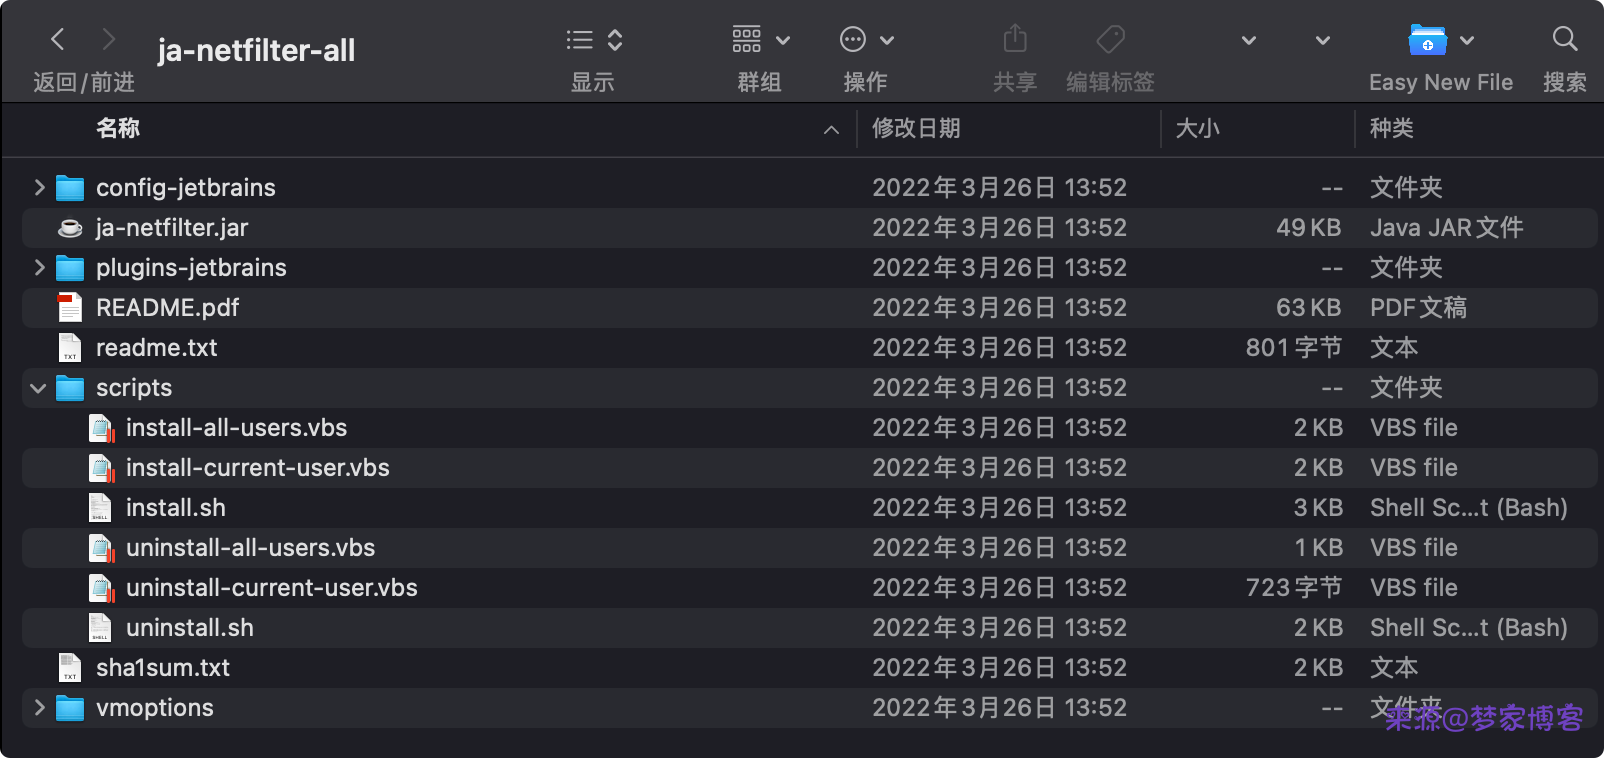 ja-netfilter-all
返回/前进
显示
群组
操作
共享
编辑标签
Easy New File
搜索
名称 修改日期 大小 种类
config-jetbrains 2022年3月26日 13:52 -- 文件夹
ja-netfilter.jar 2022年3月26日 13:52 49 KB Java JAR文件
plugins-jetbrains 2022年3月26日 13:52 -- 文件夹
README.pdf 2022年3月26日 13:52 63 KB PDF文稿
readme.txt 2022年3月26日 13:52 801字节 文本
scripts 2022年3月26日 13:52 -- 文件夹
install-all-users.vbs 2022年3月26日 13:52 2 KB VBS file
install-current-user.vbs 2022年3月26日 13:52 2 KB VBS file
install.sh 2022年3月26日 13:52 3 KB Shell Sc...t (Bash)
uninstall-all-users.vbs 2022年3月26日 13:52 1 KB VBS file
uninstall-current-user.vbs 2022年3月26日 13:52 723字节 VBS file
uninstall.sh 2022年3月26日 13:52 2 KB Shell Sc...t (Bash)
sha1sum.txt 2022年3月26日 13:52 2 KB 文本
vmoptions 2022年3月26日 13:52 -- 文件夹
来源@梦家博客